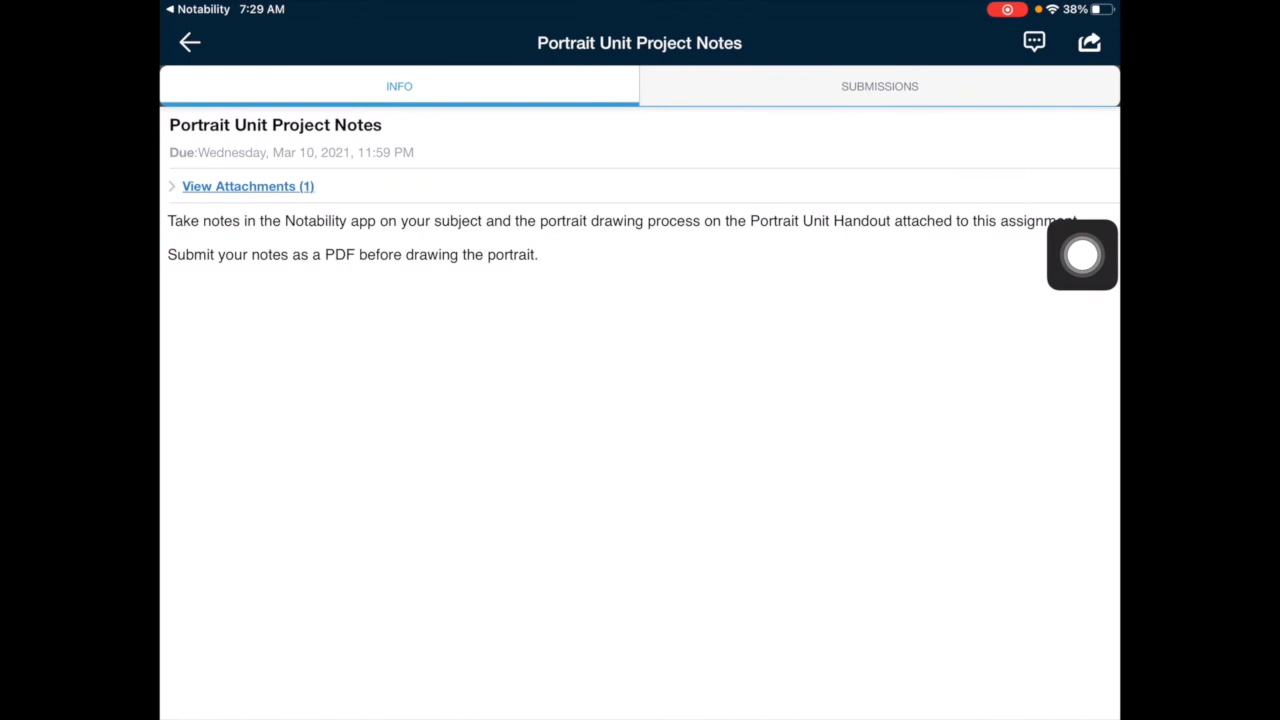 Notability 7:29 AM 38%
Portrait Unit Project Notes
INFO SUBMISSIONS
Portrait Unit Project Notes
Due:Wednesday, Mar 10, 2021, 11:59 PM
View Attachments (1)
Take notes in the Notability app on your subject and the portrait drawing process on the Portrait Unit Handout attached to this assignment.
Submit your notes as a PDF before drawing the portrait.